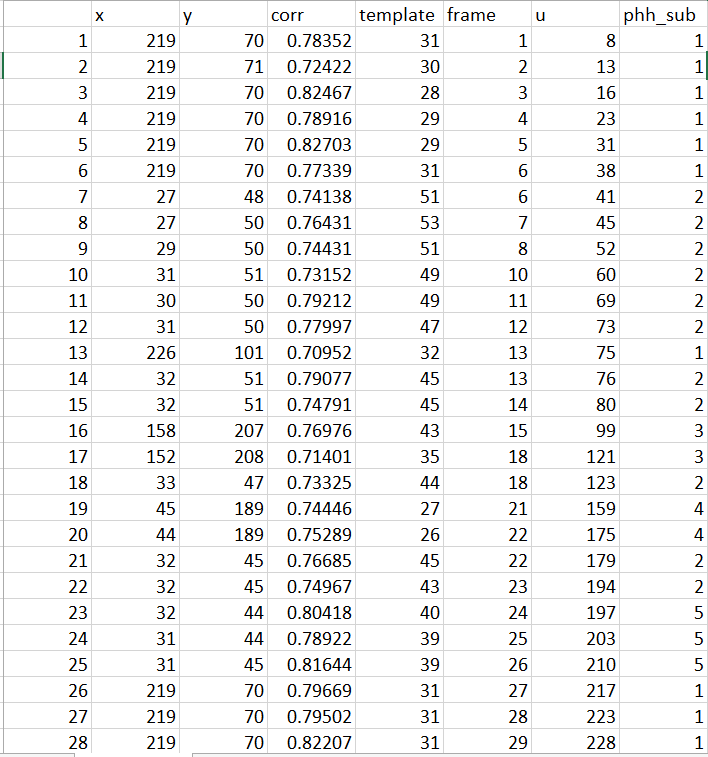 x y corr template frame u phh_sub
1 219 70 0.78352 31 1 8 1
2 219 71 0.72422 30 2 13 1
3 219 70 0.82467 28 3 16 1
4 219 70 0.78916 29 4 23 1
5 219 70 0.82703 29 5 31 1
6 219 70 0.77339 31 6 38 1
7 27 48 0.74138 51 6 41 2
8 27 50 0.76431 53 7 45 2
9 29 50 0.74431 51 8 52 2
10 31 51 0.73152 49 10 60 2
11 30 50 0.79212 49 11 69 2
12 31 50 0.77997 47 12 73 2
13 226 101 0.70952 32 13 75 1
14 32 51 0.79077 45 13 76 2
15 32 51 0.74791 45 14 80 2
16 158 207 0.76976 43 15 99 3
17 152 208 0.71401 35 18 121 3
18 33 47 0.73325 44 18 123 2
19 45 189 0.74446 27 21 159 4
20 44 189 0.75289 26 22 175 4
21 32 45 0.76685 45 22 179 2
22 32 45 0.74967 43 23 194 2
23 32 44 0.80418 40 24 197 5
24 31 44 0.78922 39 25 203 5
25 31 45 0.81644 39 26 210 5
26 219 70 0.79669 31 27 217 1
27 219 70 0.79502 31 28 223 1
28 219 70 0.82207 31 29 228 1